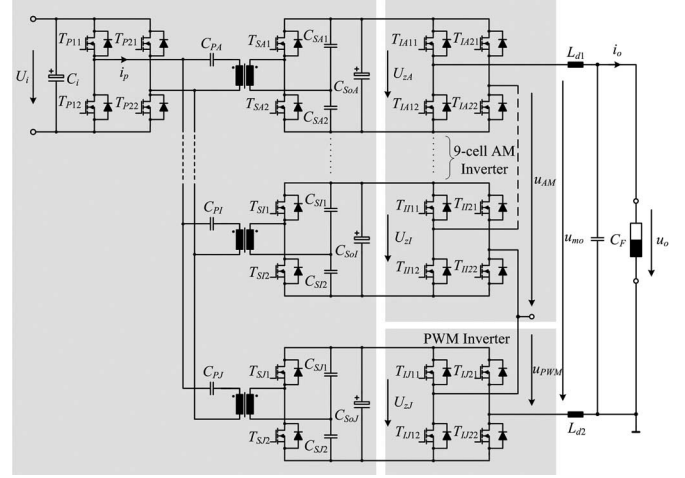 T_P11 T_P21 C_PA T_SA1 C_SA1 T_IA11 T_IA21 L_d1 i_o
U_i + C_i i_p + C_SoA U_zA
T_P12 T_P22 T_SA2 C_SA2 T_IA12 T_IA22
9-cell AM
Inverter
u_AM
C_PI T_SI1 C_SI1 T_II11 T_II21
+ C_SoI U_zI u_mo C_F u_o
T_SI2 C_SI2 T_II12 T_II22
PWM Inverter
C_PJ T_SJ1 C_SJ1 T_IJ11 T_IJ21 u_PWM
+ C_SoJ U_zJ
T_SJ2 C_SJ2 T_IJ12 T_IJ22 L_d2